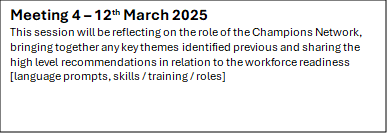 Meeting 4 – 12th March 2025
This session will be reflecting on the role of the Champions Network,
bringing together any key themes identified previous and sharing the
high level recommendations in relation to the workforce readiness
[language prompts, skills / training / roles]